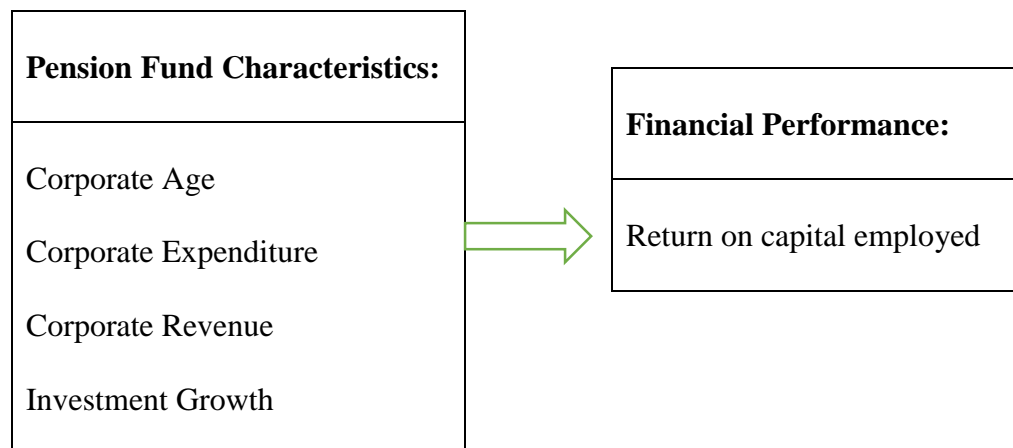 Pension Fund Characteristics:
Corporate Age
Corporate Expenditure
Corporate Revenue
Investment Growth
Financial Performance:
Return on capital employed